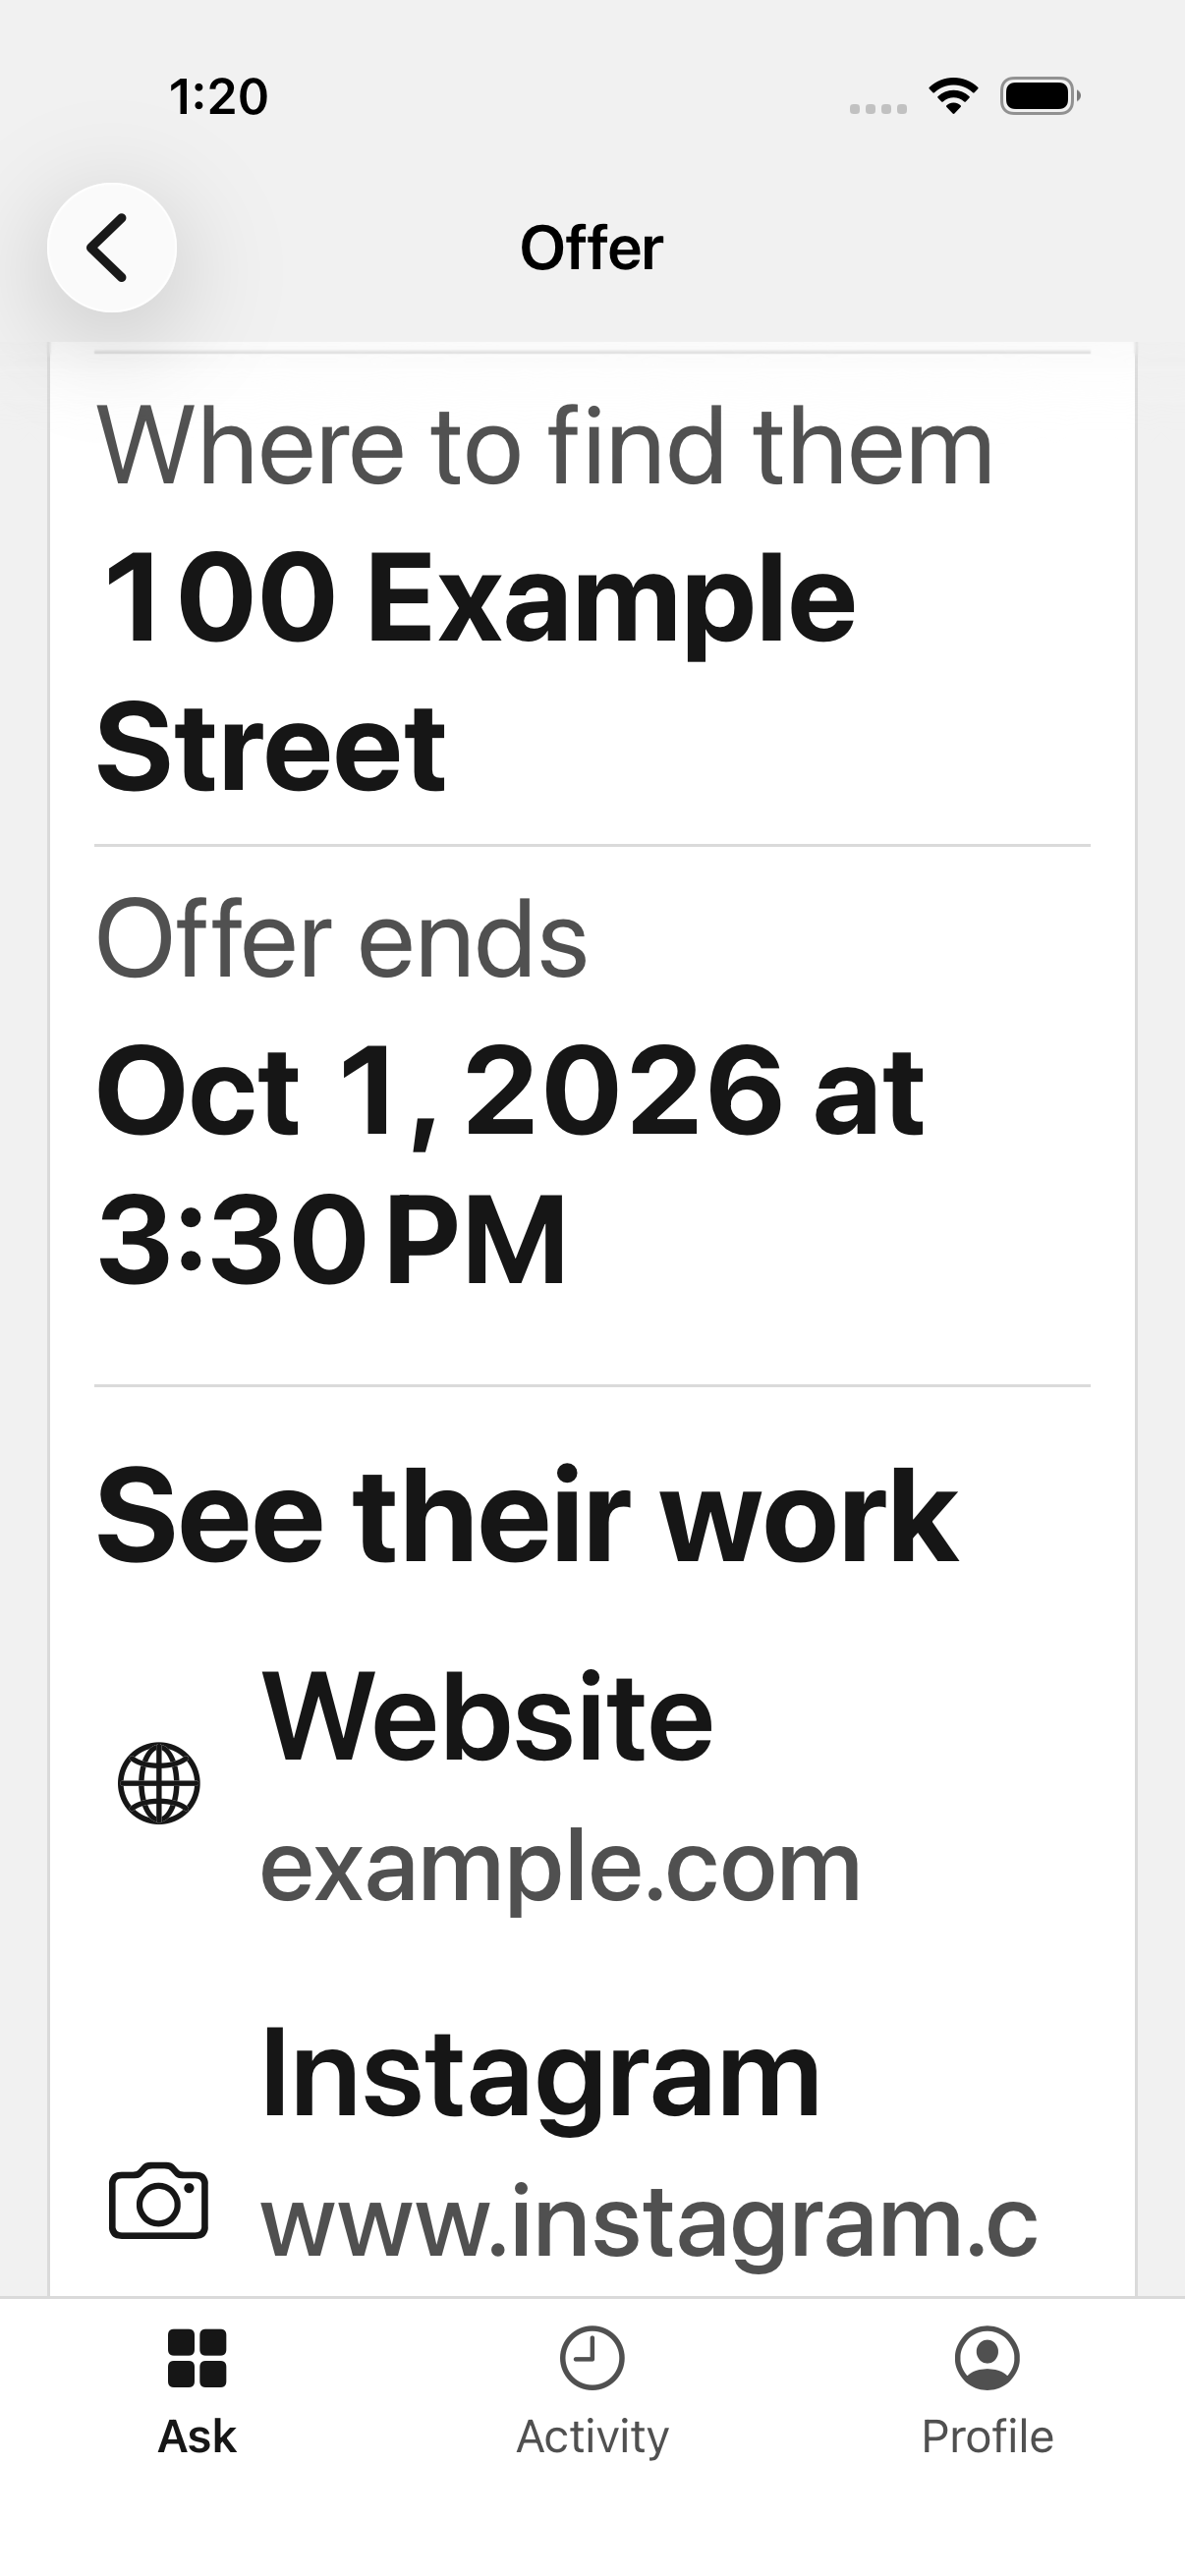 1:20
Offer
Where to find them
100 Example
Street
Offer ends
Oct 1, 2026 at
3:30 PM
See their work
Website
example.com
Instagram
www.instagram.c
Ask
Activity
Profile